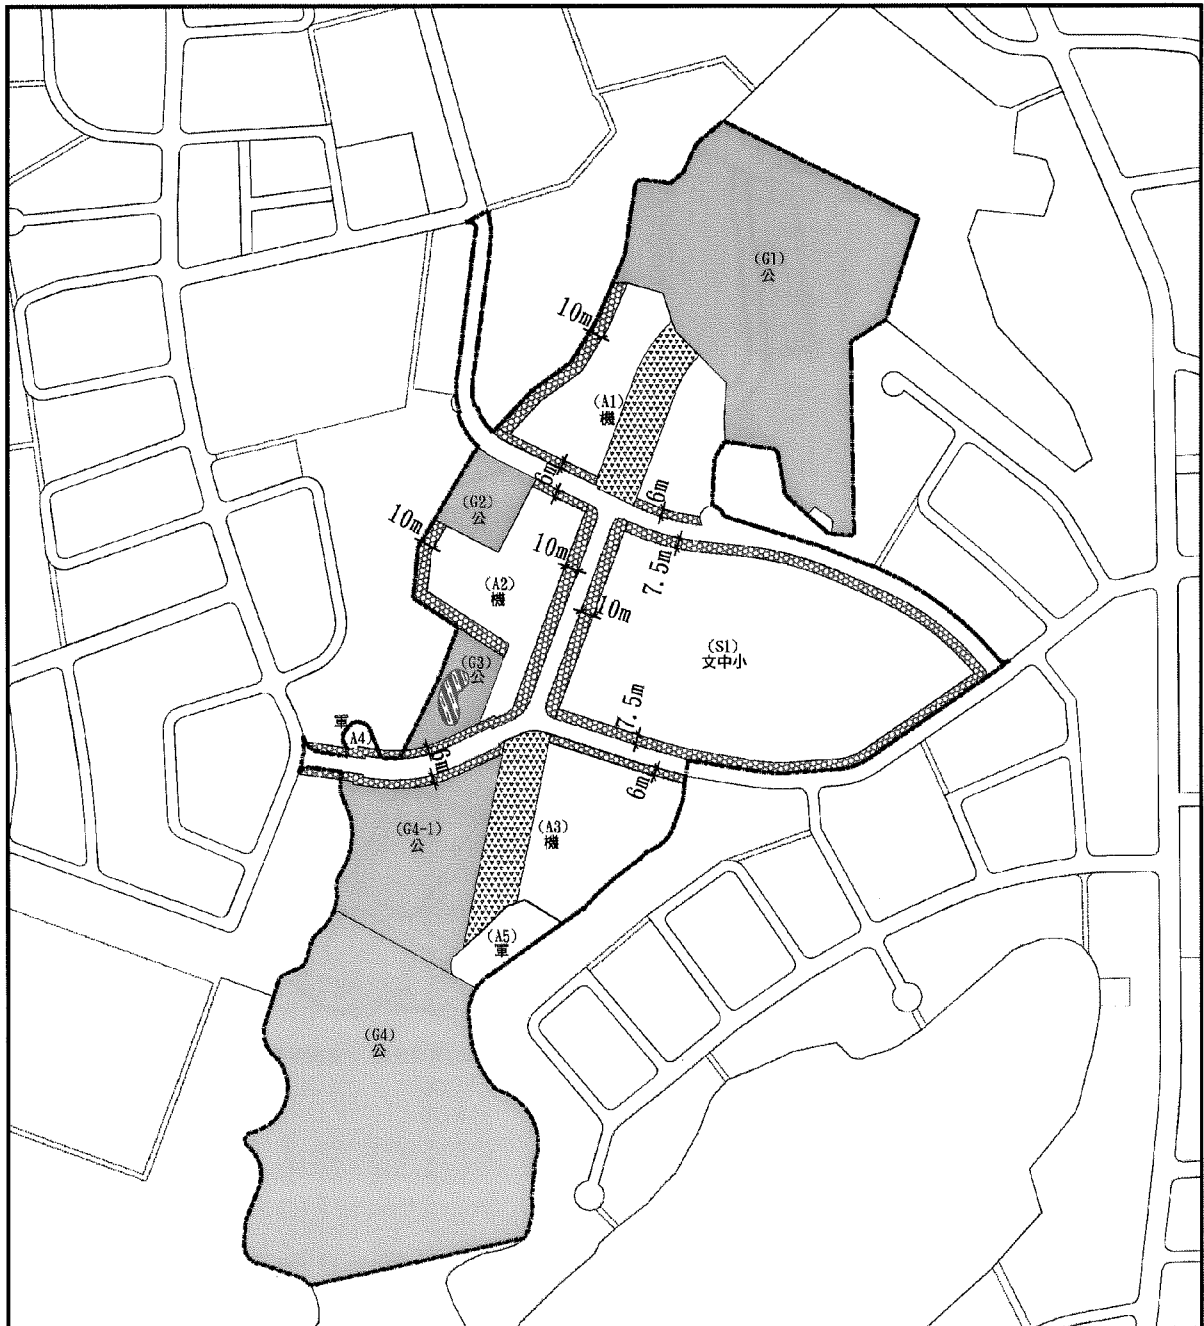 (G1)
公
10m
(A1)
機
6m
6m
(G2)
公
10m
10m
7.5m
(A2)
機
10m
(S1)
文中小
(G3)
公
7.5m
軍
(A4)
6m
6m
(G4-1)
公
(A3)
機
(A5)
軍
(G4)
公